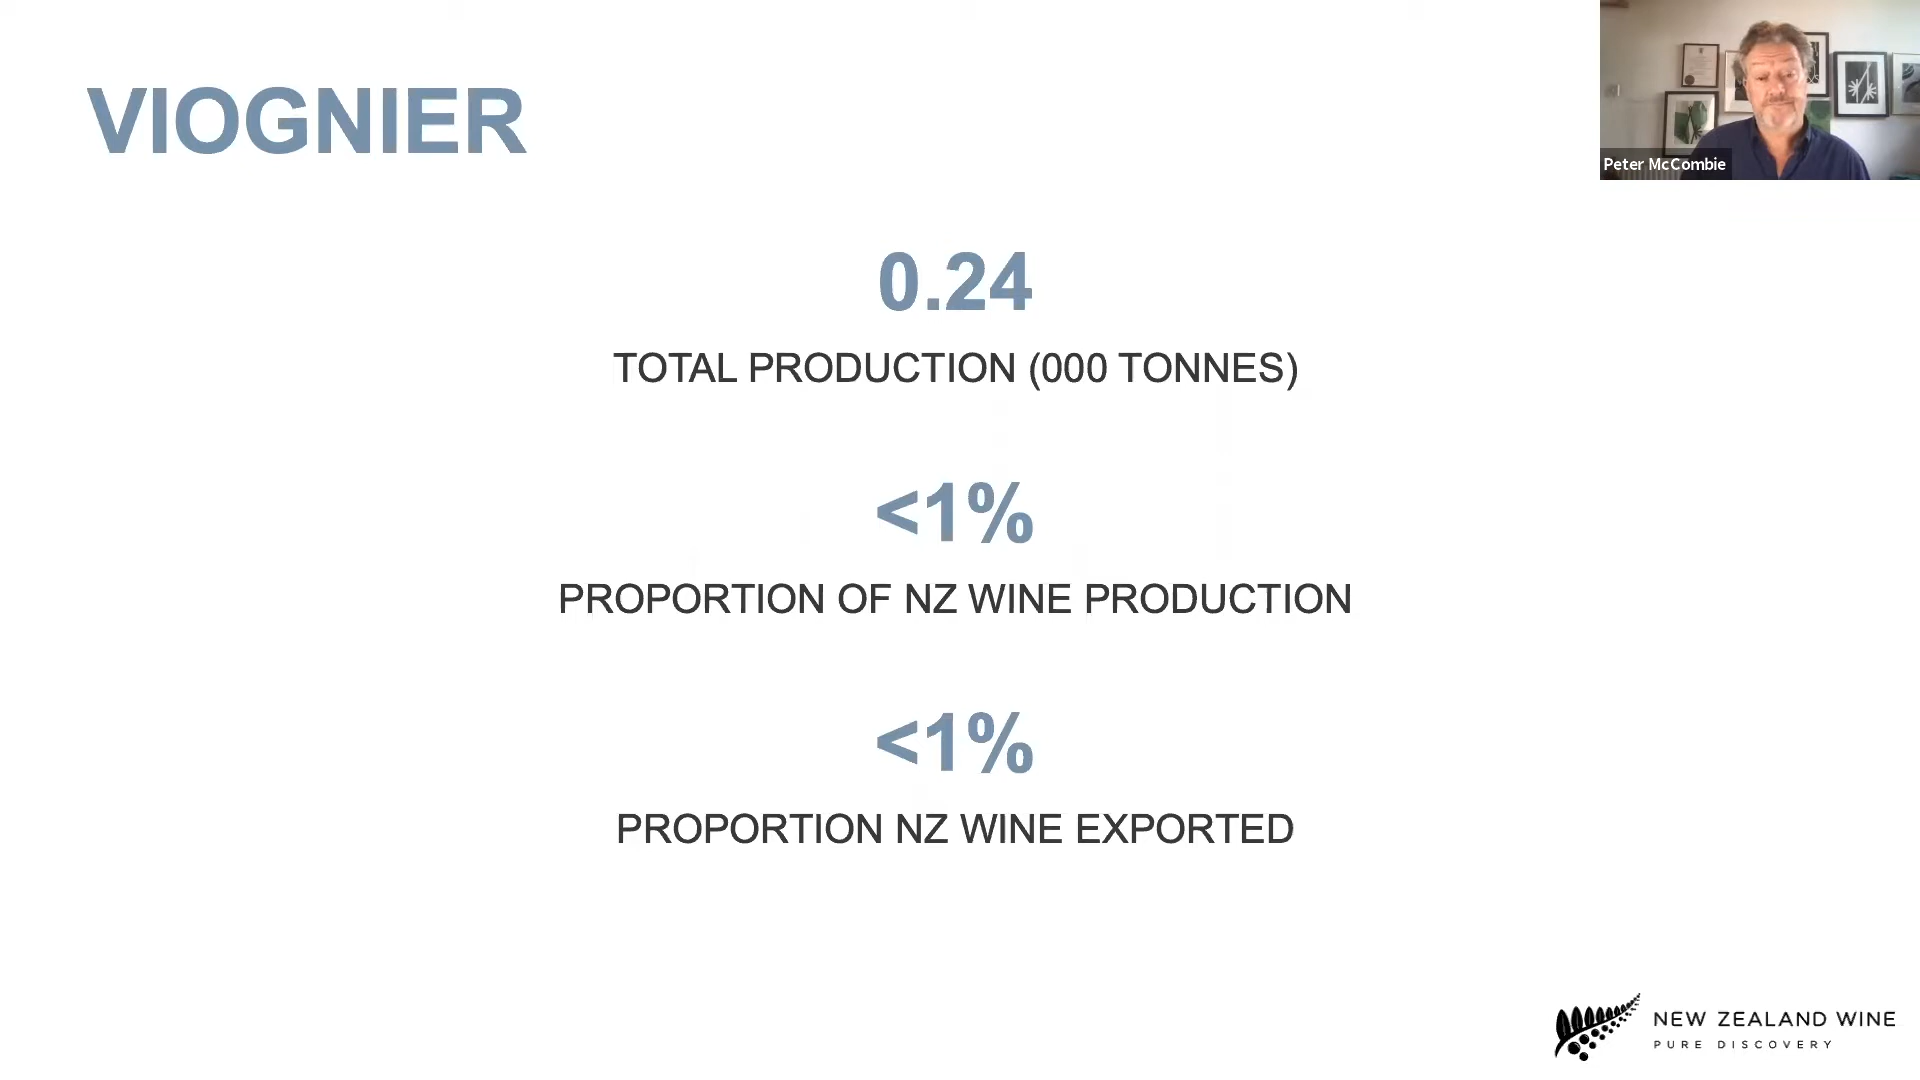 VIOGNIER
Peter McCombie
0.24
TOTAL PRODUCTION (000 TONNES)
<1%
PROPORTION OF NZ WINE PRODUCTION
<1%
PROPORTION NZ WINE EXPORTED
NEW ZEALAND WINE
PURE DISCOVERY